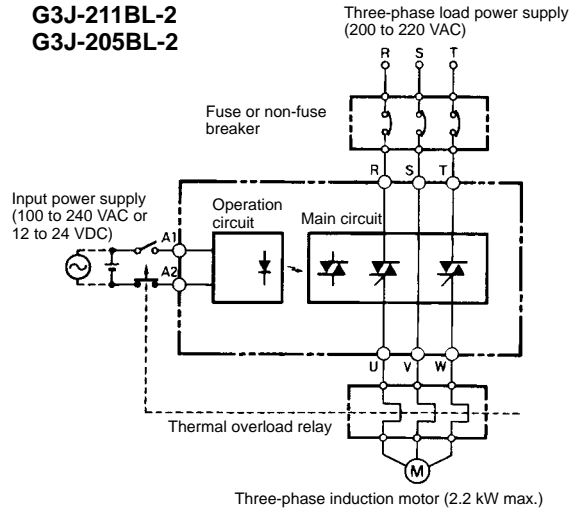 G3J-211BL-2
G3J-205BL-2
Three-phase load power supply
(200 to 220 VAC)
R S T
Fuse or non-fuse
breaker
R S T
Input power supply
(100 to 240 VAC or
12 to 24 VDC)
Operation
circuit
Main circuit
A1
A2
U V W
Thermal overload relay
M
Three-phase induction motor (2.2 kW max.)